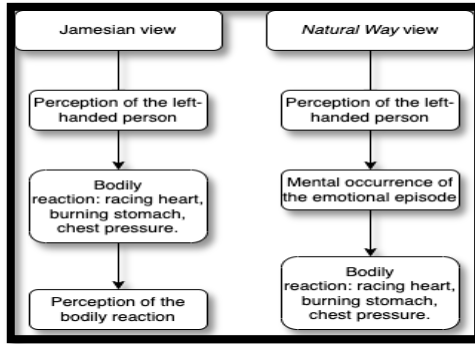 Jamesian view
Perception of the left-
handed person
Bodily
reaction: racing heart,
burning stomach,
chest pressure.
Perception of the
bodily reaction
Natural Way view
Perception of the left-
handed person
Mental occurrence of
the emotional episode
Bodily
reaction: racing heart,
burning stomach,
chest pressure.